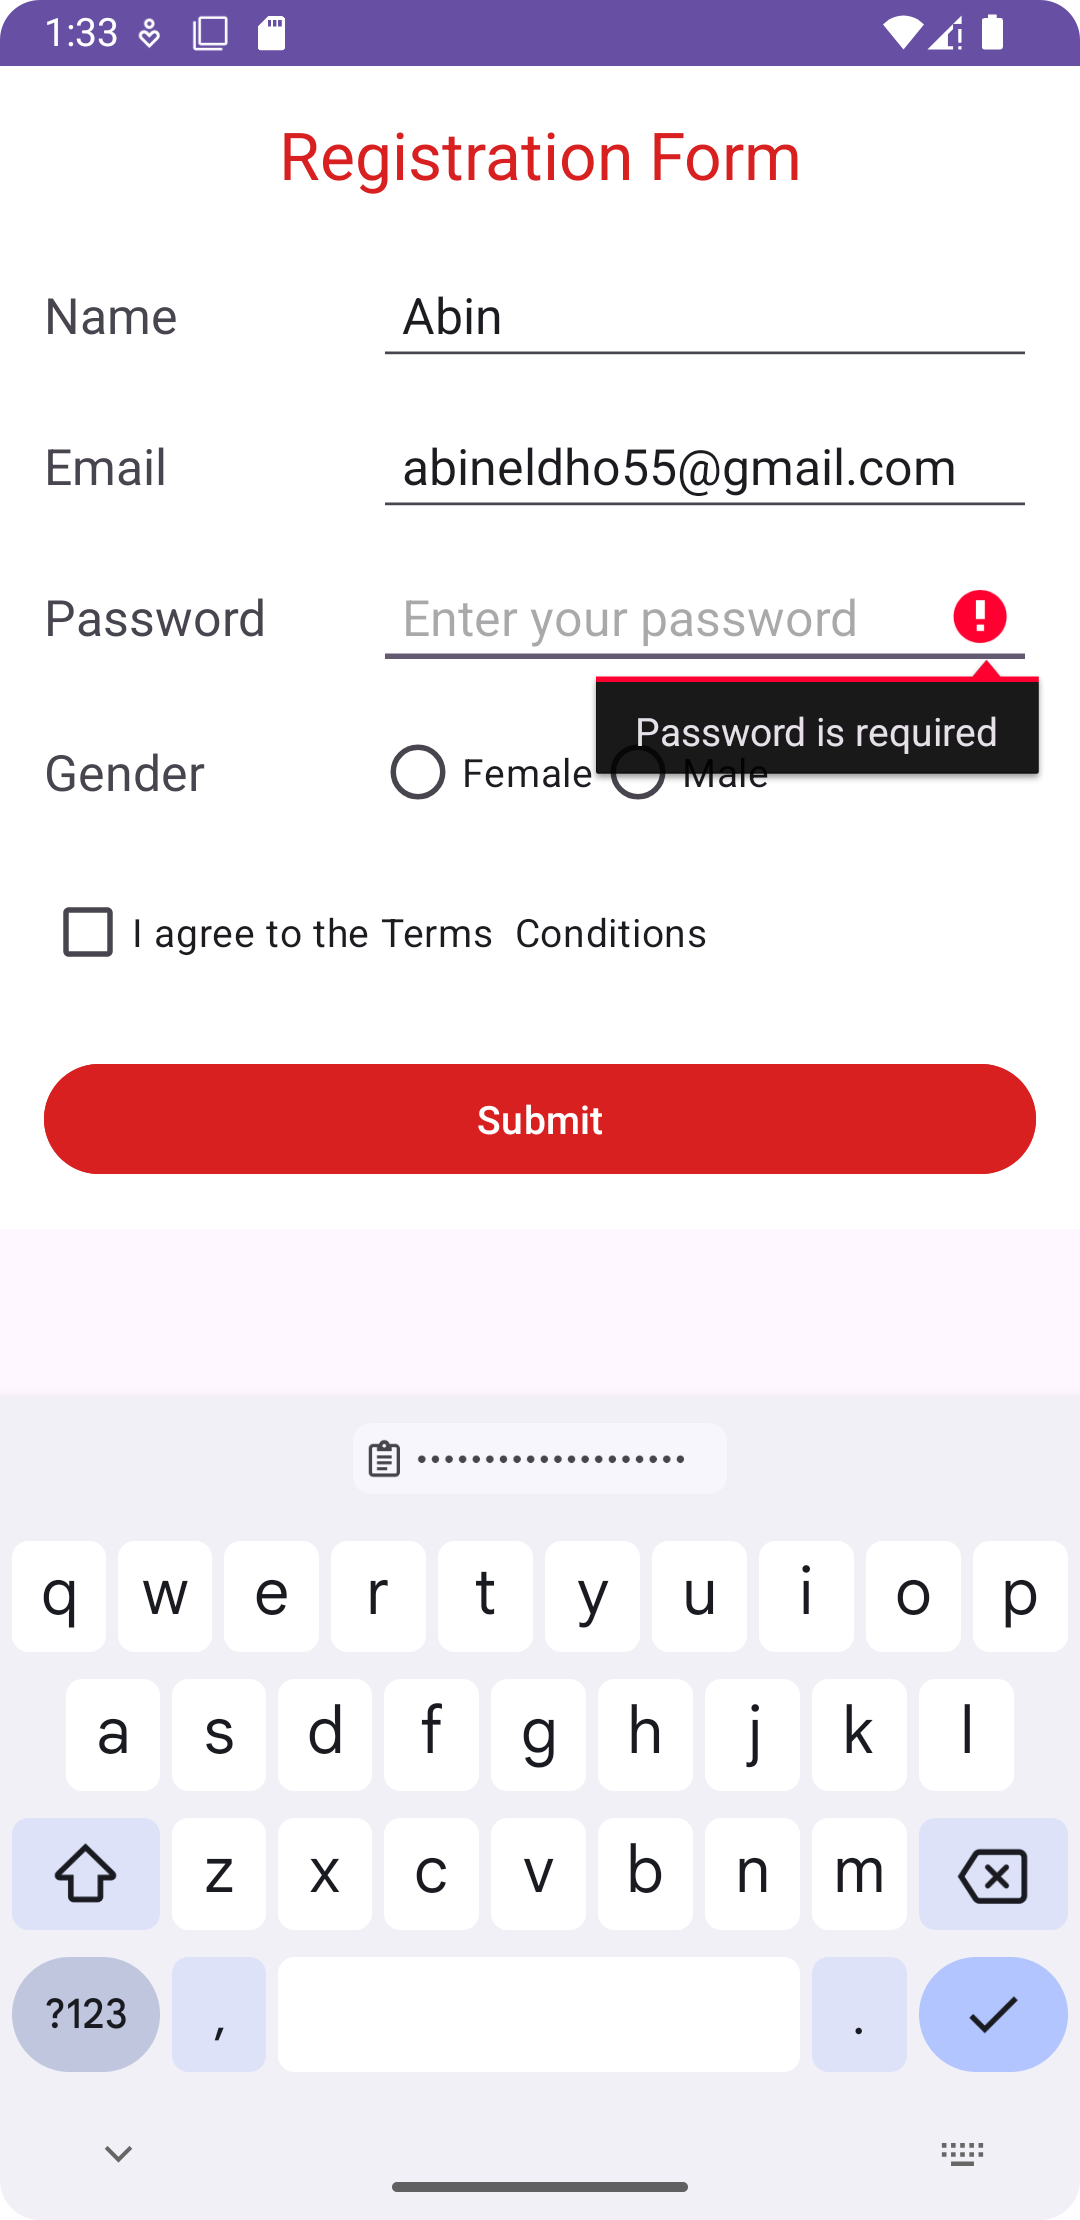 1:33
Registration Form
Name Abin
Email abineldho55@gmail.com
Password Enter your password
Password is required
Gender Female Male
I agree to the Terms Conditions
Submit
••••••••••••••••••••
q w e r t y u i o p
a s d f g h j k l
z x c v b n m
?123 , .